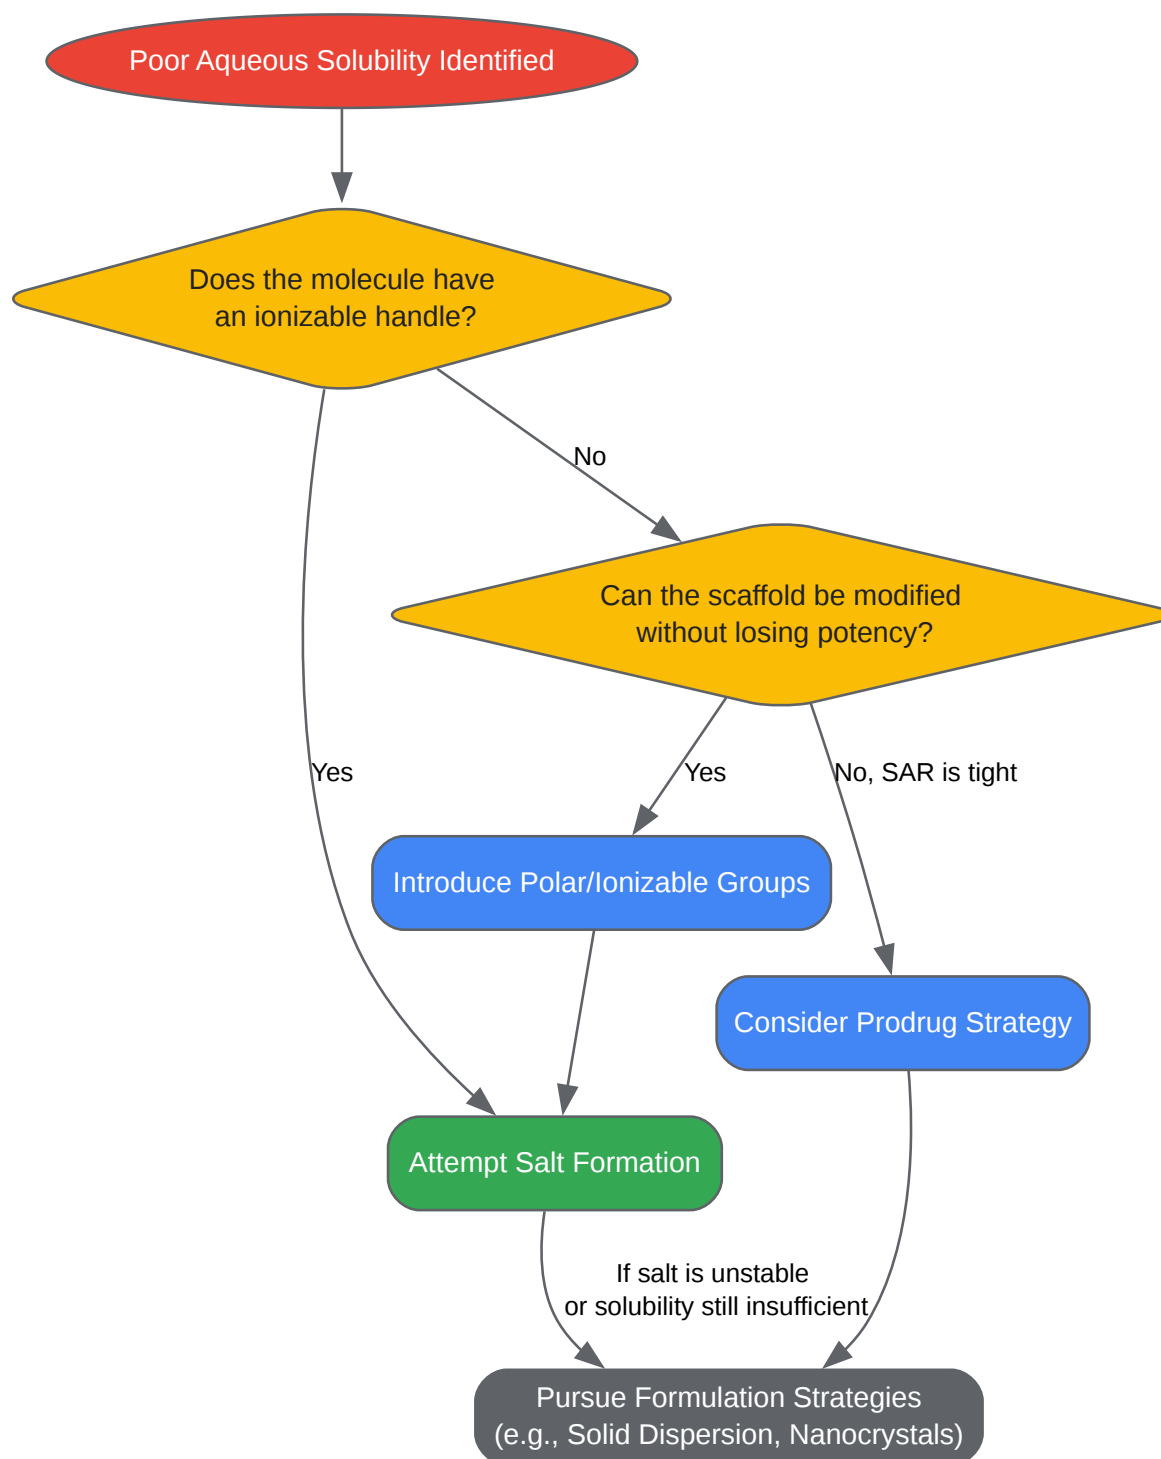 Poor Aqueous Solubility Identified
Does the molecule have
an ionizable handle?
No
Can the scaffold be modified
without losing potency?
Yes
Yes
No, SAR is tight
Introduce Polar/Ionizable Groups
Consider Prodrug Strategy
Attempt Salt Formation
If salt is unstable
or solubility still insufficient
Pursue Formulation Strategies
(e.g., Solid Dispersion, Nanocrystals)